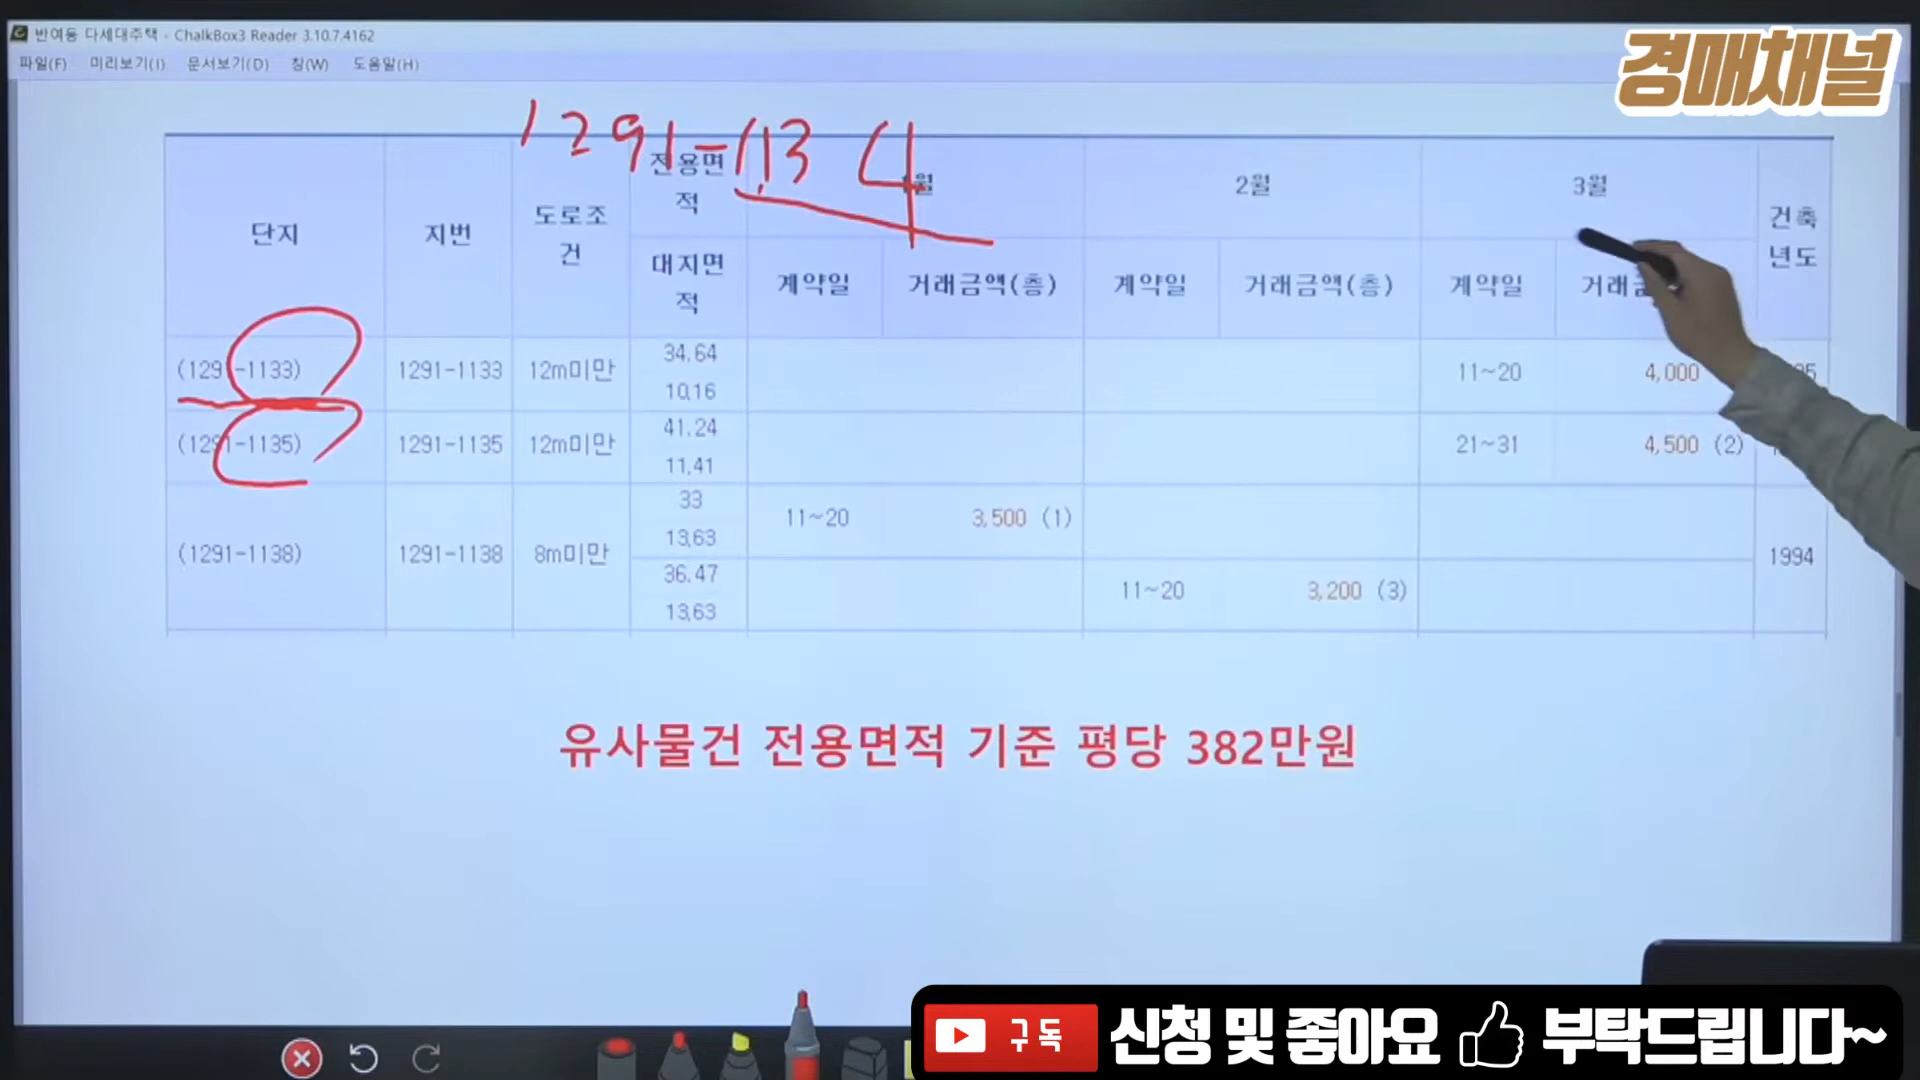 반여동 다세대주택 - ChalkBox3 Reader 3.10.7.4162
파일(F) 미리보기(I) 문서보기(D) 창(W) 도움말(H)
경매채널
1291-1134
단지 지번 도로조건 전용면적 대지면적 1월 2월 3월 건축년도
계약일 거래금액(층) 계약일 거래금액(층) 계약일
(1291-1133) 1291-1133 12m미만 34.64 11~20 4,000
10.16
(1291-1135) 1291-1135 12m미만 41.24 21~31 4,500 (2)
11.41
(1291-1138) 1291-1138 8m미만 33 11~20 3,500 (1) 1994
13.63
36.47 11~20 3,200 (3)
13.63
유사물건 전용면적 기준 평당 382만원
구독 신청 및 좋아요 부탁드립니다~